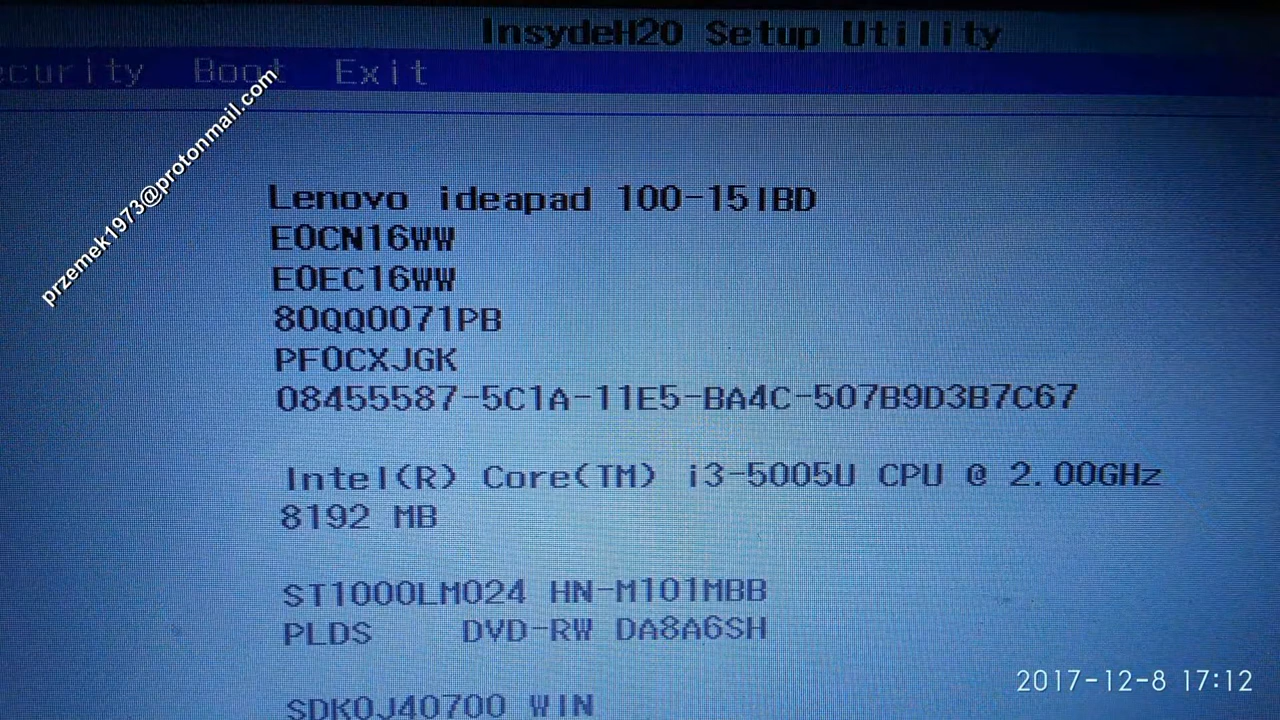 InsydeH20 Setup Utility
ecurity Boot Exit
przemek1973@protonmail.com
Lenovo ideapad 100-15IBD
E0CN16WW
E0EC16WW
80QQ0071PB
PF0CXJGK
08455587-5C1A-11E5-BA4C-507B9D3B7C67
Intel(R) Core(TM) i3-5005U CPU @ 2.00GHz
8192 MB
ST1000LM024 HN-M101MBB
PLDS DVD-RW DA8A6SH
SDK0J40700 WIN
2017-12-8 17:12